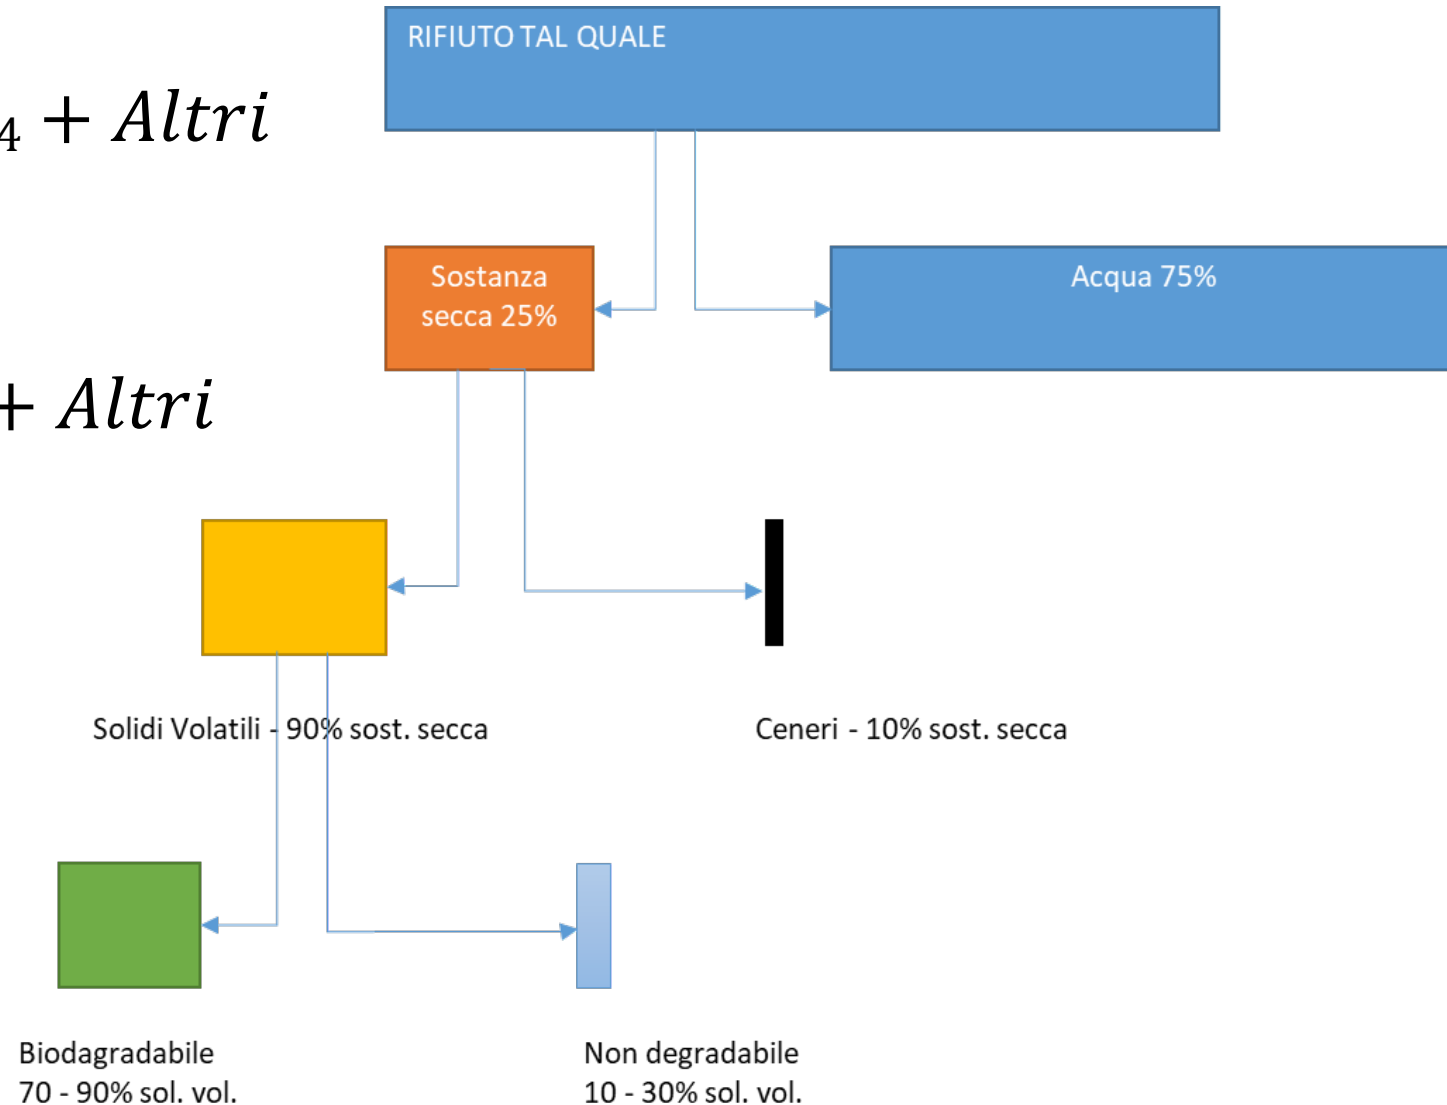 RIFIUTO TAL QUALE
4 + Altri
Sostanza
secca 25%
Acqua 75%
+ Altri
Solidi Volatili - 90% sost. secca
Ceneri - 10% sost. secca
Biodagradabile
70 - 90% sol. vol.
Non degradabile
10 - 30% sol. vol.